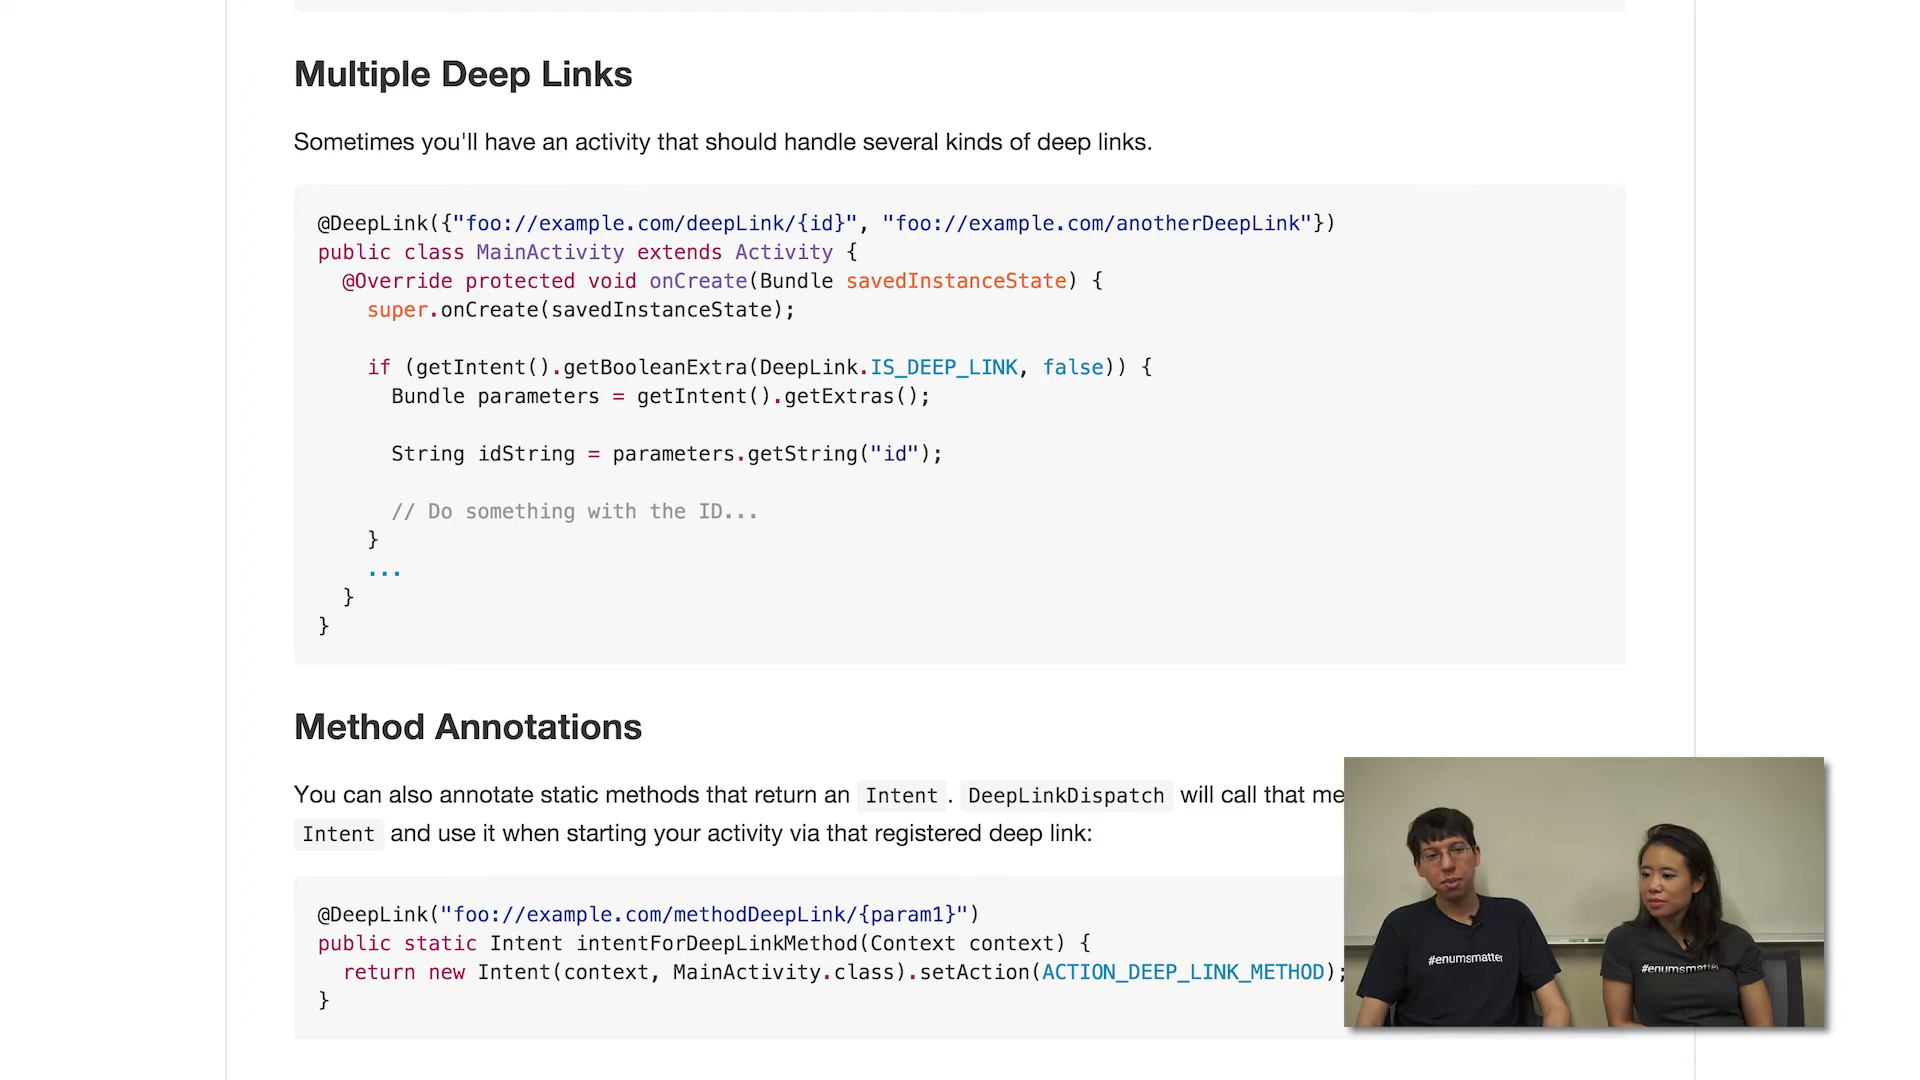 Multiple Deep Links
Sometimes you'll have an activity that should handle several kinds of deep links.
@DeepLink({"foo://example.com/deepLink/{id}", "foo://example.com/anotherDeepLink"})
public class MainActivity extends Activity {
  @Override protected void onCreate(Bundle savedInstanceState) {
    super.onCreate(savedInstanceState);
    if (getIntent().getBooleanExtra(DeepLink.IS_DEEP_LINK, false)) {
      Bundle parameters = getIntent().getExtras();
      String idString = parameters.getString("id");
      // Do something with the ID...
    }
    ...
  }
}
Method Annotations
You can also annotate static methods that return an Intent. DeepLinkDispatch will call that me
Intent and use it when starting your activity via that registered deep link:
@DeepLink("foo://example.com/methodDeepLink/{param1}")
public static Intent intentForDeepLinkMethod(Context context) {
  return new Intent(context, MainActivity.class).setAction(ACTION_DEEP_LINK_METHOD);
}
#enumsmatter
#enumsmatter